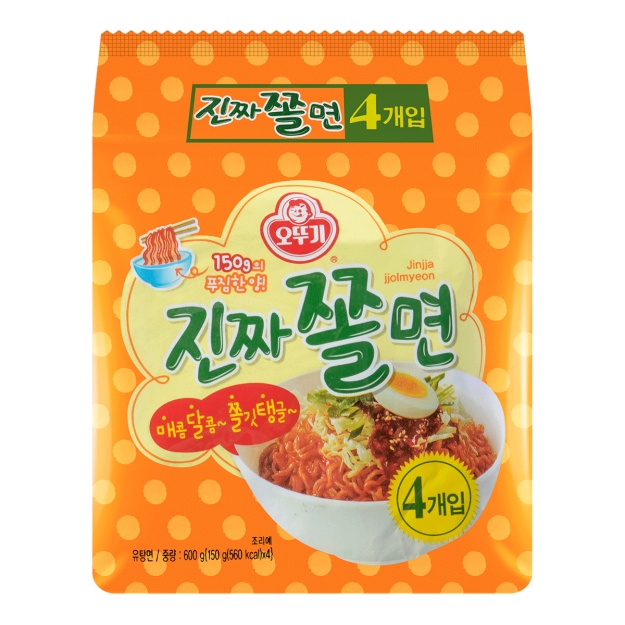 진짜쫄면 4개입
오뚜기
®
150g의
푸짐한 양!
Jinjja
jjolmyeon
진짜쫄면
매콤달콤~ 쫄깃탱글~
4개입
조리예
유탕면 / 중량 : 600 g{150 g(560 kcal)x4}